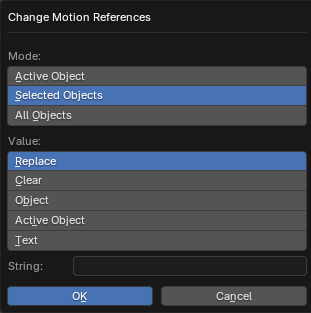 Change Motion References
Mode:
Active Object
Selected Objects
All Objects
Value:
Replace
Clear
Object
Active Object
Text
String:
OK
Cancel